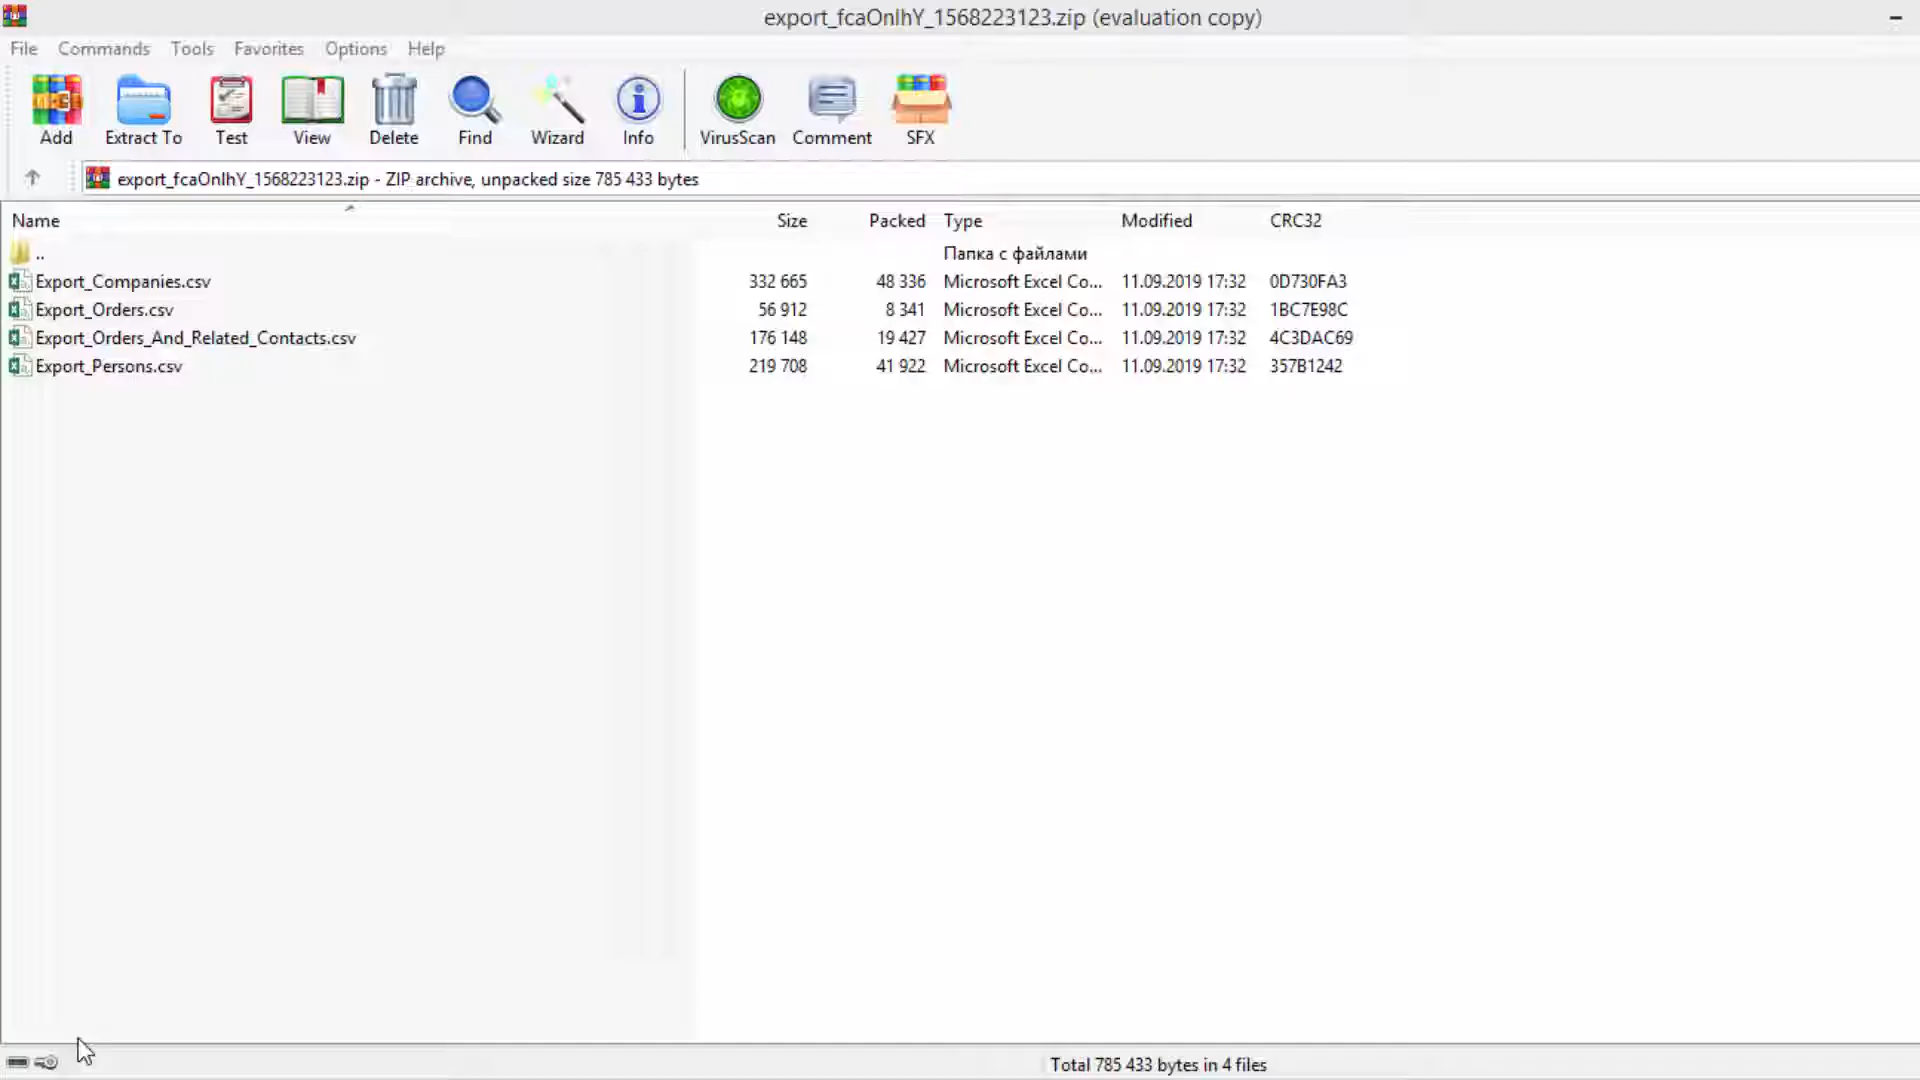 export_fcaOnlhY_1568223123.zip (evaluation copy)
File Commands Tools Favorites Options Help
Add Extract To Test View Delete Find Wizard Info VirusScan Comment SFX
export_fcaOnlhY_1568223123.zip - ZIP archive, unpacked size 785 433 bytes
Name Size Packed Type Modified CRC32
.. Папка с файлами
Export_Companies.csv 332 665 48 336 Microsoft Excel Co... 11.09.2019 17:32 0D730FA3
Export_Orders.csv 56 912 8 341 Microsoft Excel Co... 11.09.2019 17:32 1BC7E98C
Export_Orders_And_Related_Contacts.csv 176 148 19 427 Microsoft Excel Co... 11.09.2019 17:32 4C3DAC69
Export_Persons.csv 219 708 41 922 Microsoft Excel Co... 11.09.2019 17:32 357B1242
Total 785 433 bytes in 4 files